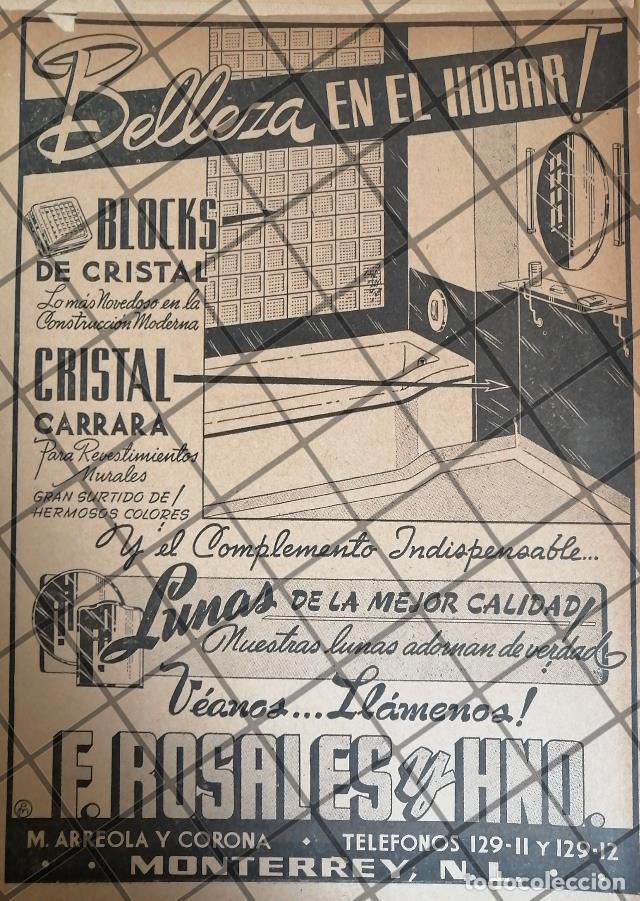 Belleza EN EL HOGAR!
BLOCKS
DE CRISTAL
Lo más Novedoso en la
Construcción Moderna
CRISTAL
CARRARA
Para Revestimientos
Murales
GRAN SURTIDO DE
HERMOSOS COLORES!
Y el Complemento Indispensable...
Lunas DE LA MEJOR CALIDAD!
Nuestras lunas adornan de verdad
Véanos...Llámenos!
F. ROSALES y HNO.
M. ARREOLA Y CORONA · TELEFONOS 129-11 Y 129-12
· · MONTERREY, N.L. · ·
todocoleccion